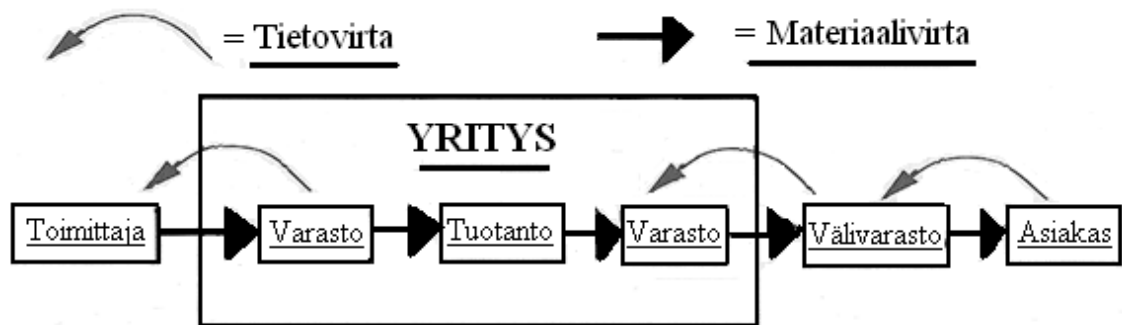 = Tietovirta
= Materiaalivirta
YRITYS
Toimittaja
Varasto
Tuotanto
Varasto
Välivarasto
Asiakas